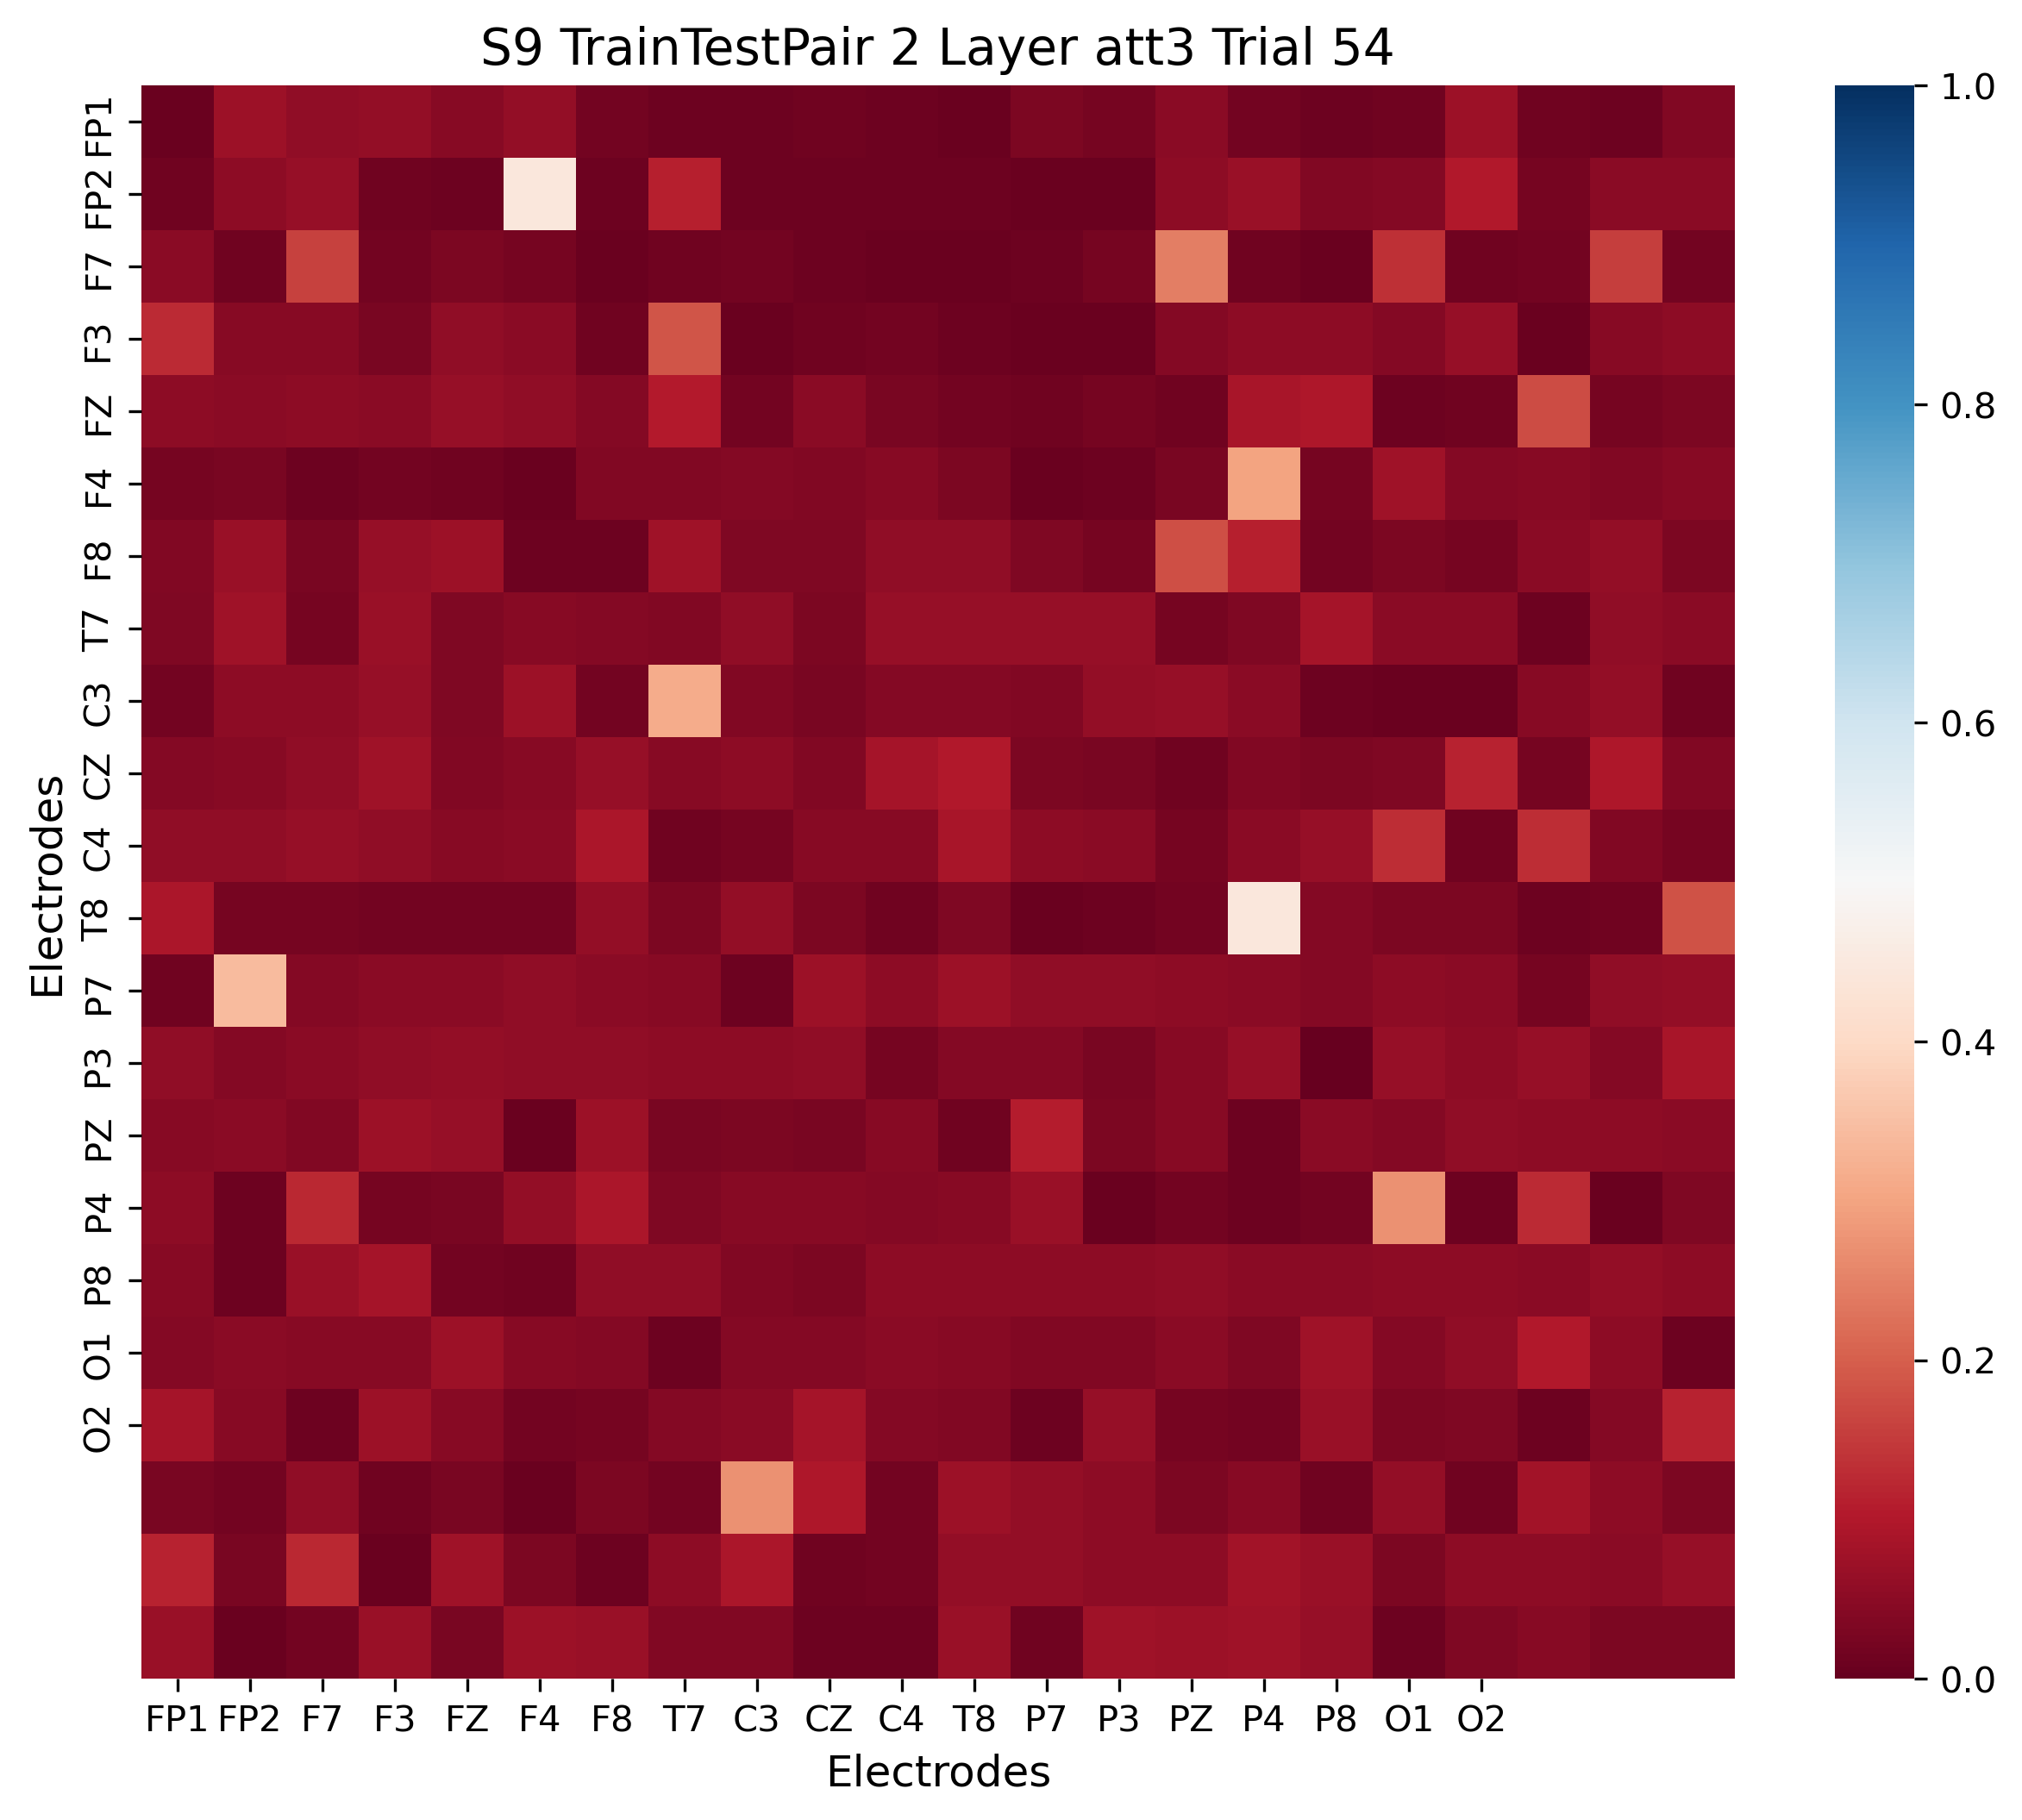 S9 TrainTestPair 2 Layer att3 Trial 54
Electrodes
FP1
FP2
F7
F3
FZ
F4
F8
T7
C3
CZ
C4
T8
P7
P3
PZ
P4
P8
O1
O2
FP1 FP2 F7 F3 FZ F4 F8 T7 C3 CZ C4 T8 P7 P3 PZ P4 P8 O1 O2
Electrodes
1.0
0.8
0.6
0.4
0.2
0.0